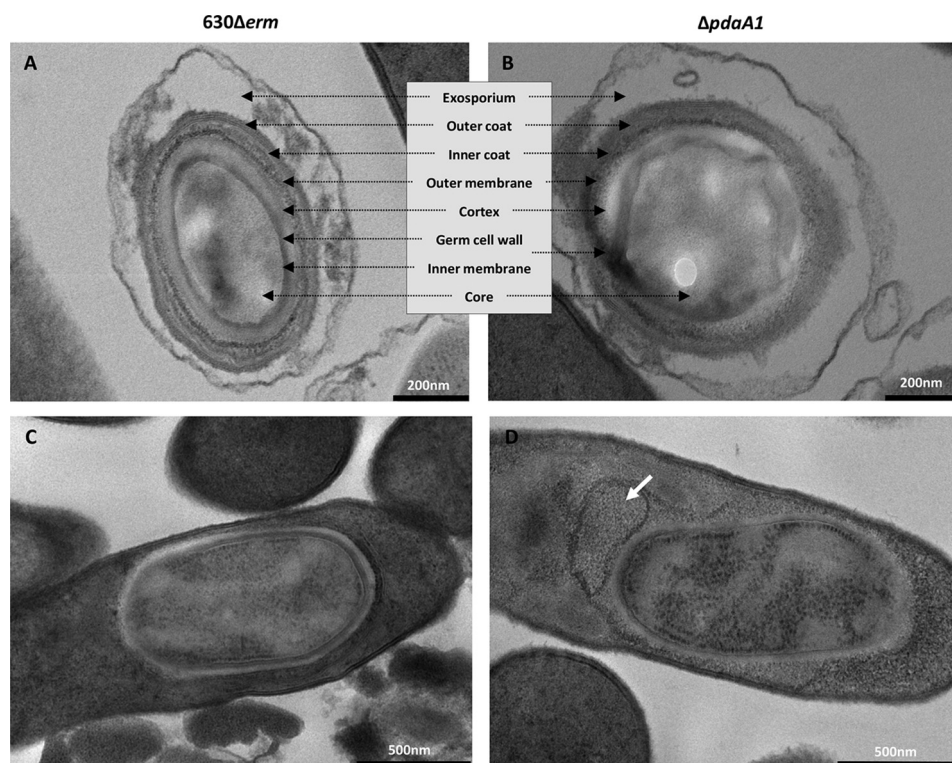 630Δerm
ΔpdaA1
A
B
Exosporium
Outer coat
Inner coat
Outer membrane
Cortex
Germ cell wall
Inner membrane
Core
200nm
200nm
C
D
500nm
500nm